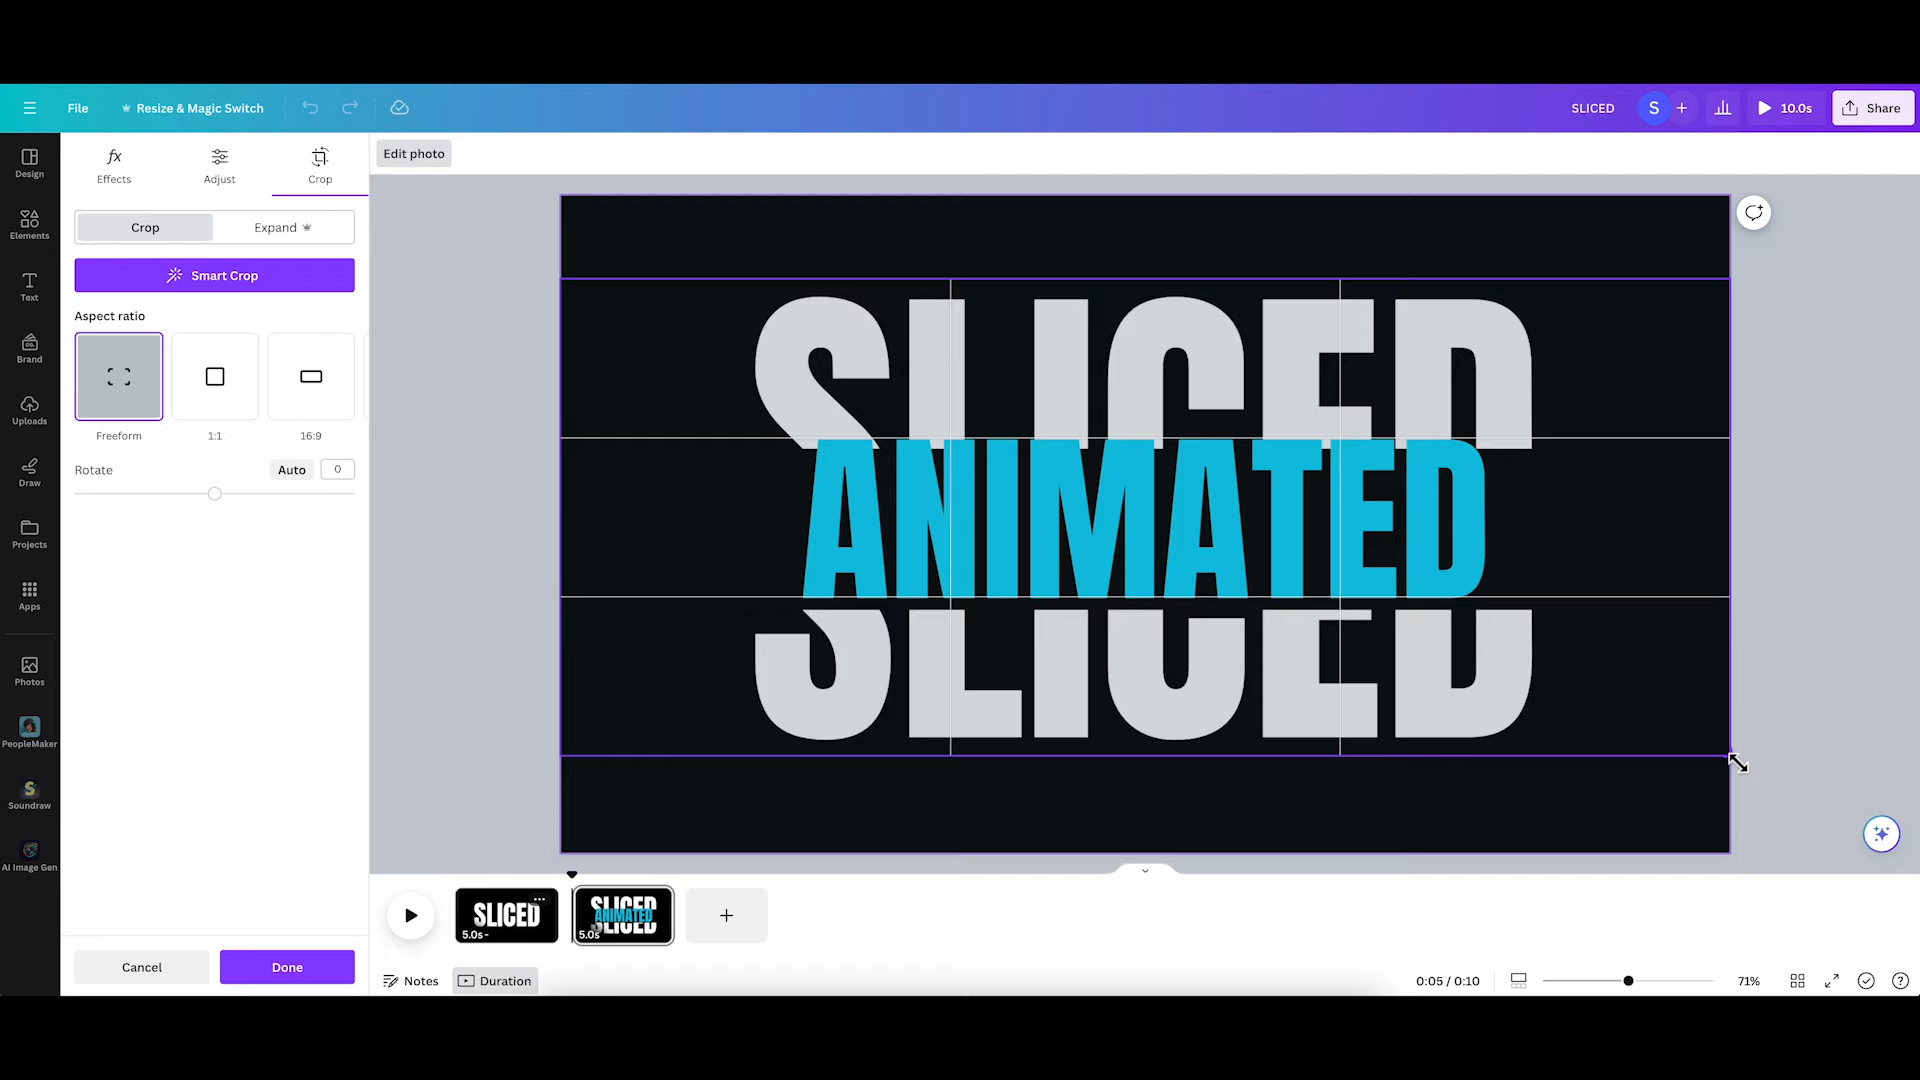 File
Resize & Magic Switch
SLICED
S
10.0s
Share
Design
Elements
Text
Brand
Uploads
Draw
Projects
Apps
Photos
PeopleMaker
Soundraw
AI Image Gen
fx
Effects
Adjust
Crop
Crop
Expand
Smart Crop
Aspect ratio
Freeform
1:1
16:9
Rotate
Auto
0
Cancel
Done
Edit photo
SLICED
ANIMATED
SLICED
SLICED
5.0s-
SLICED
ANIMATED
SLICED
5.0s
Notes
Duration
0:05 / 0:10
71%